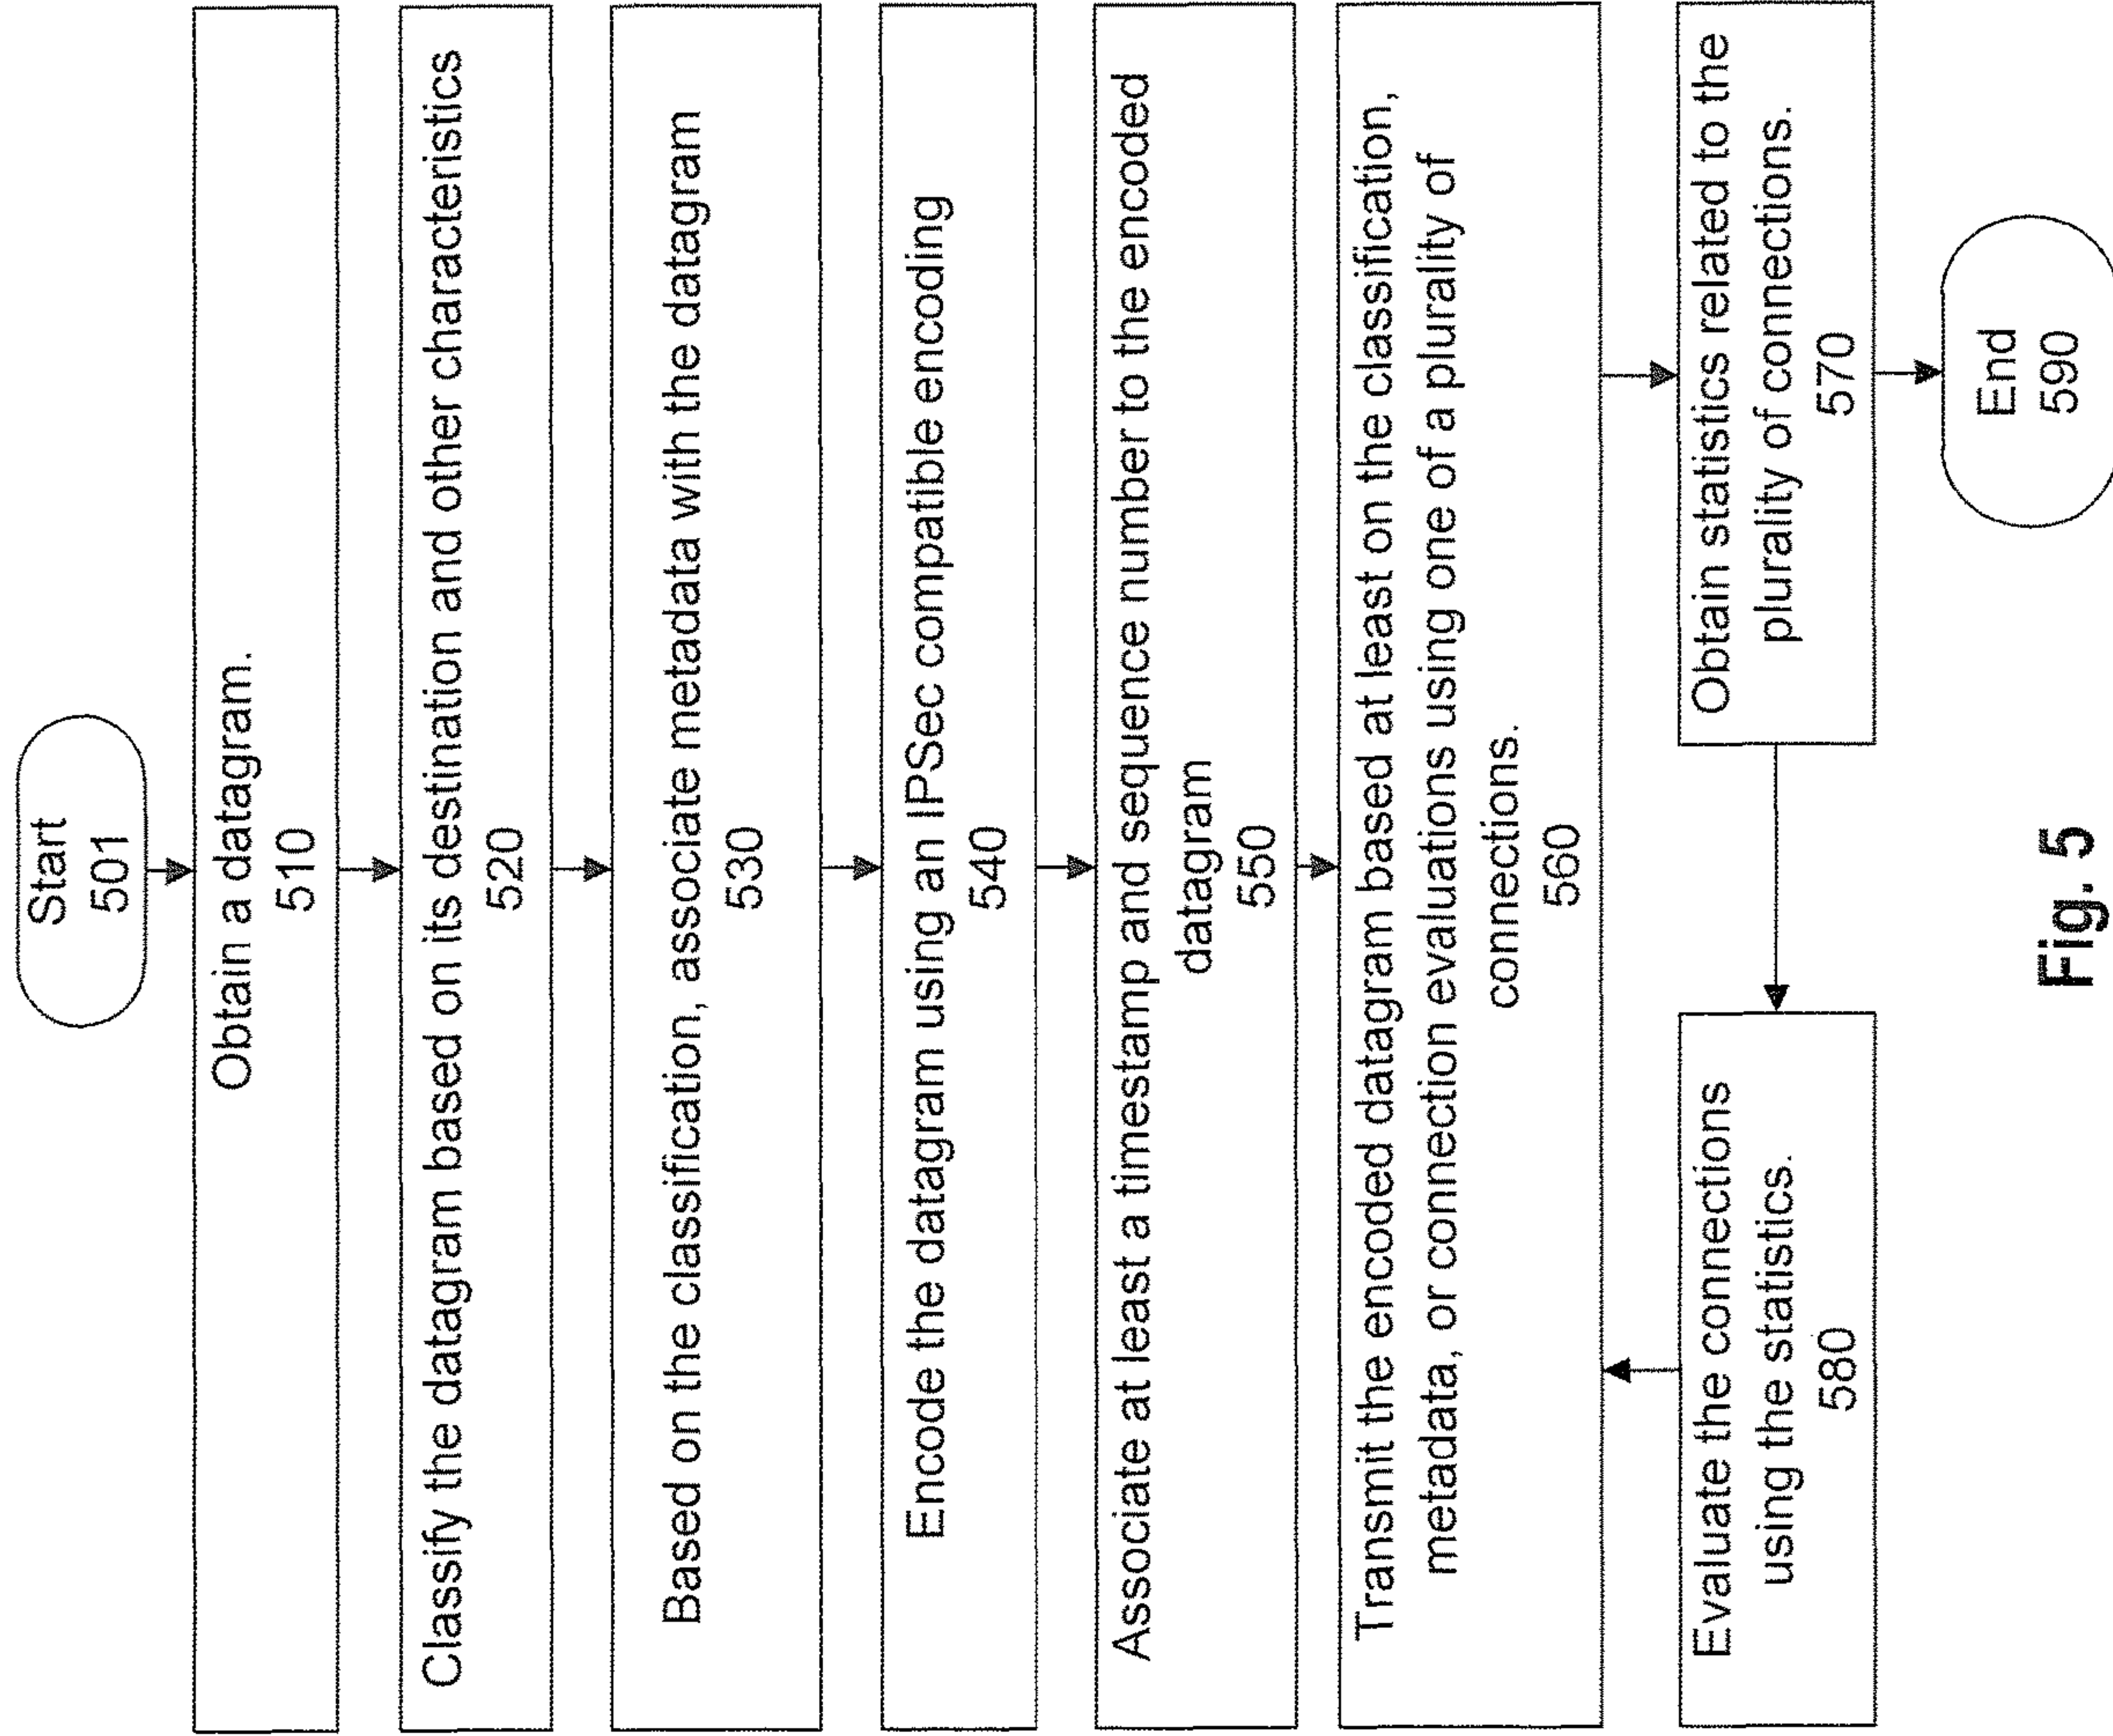 Start
501
Obtain a datagram.
510
Classify the datagram based on its destination and other characteristics
520
Based on the classification, associate metadata with the datagram
530
Encode the datagram using an IPSec compatible encoding
540
Associate at least a timestamp and sequence number to the encoded
datagram
550
Transmit the encoded datagram based at least on the classification,
metadata, or connection evaluations using one of a plurality of
connections.
560
Evaluate the connections
using the statistics.
580
Obtain statistics related to the
plurality of connections.
570
End
590
Fig. 5